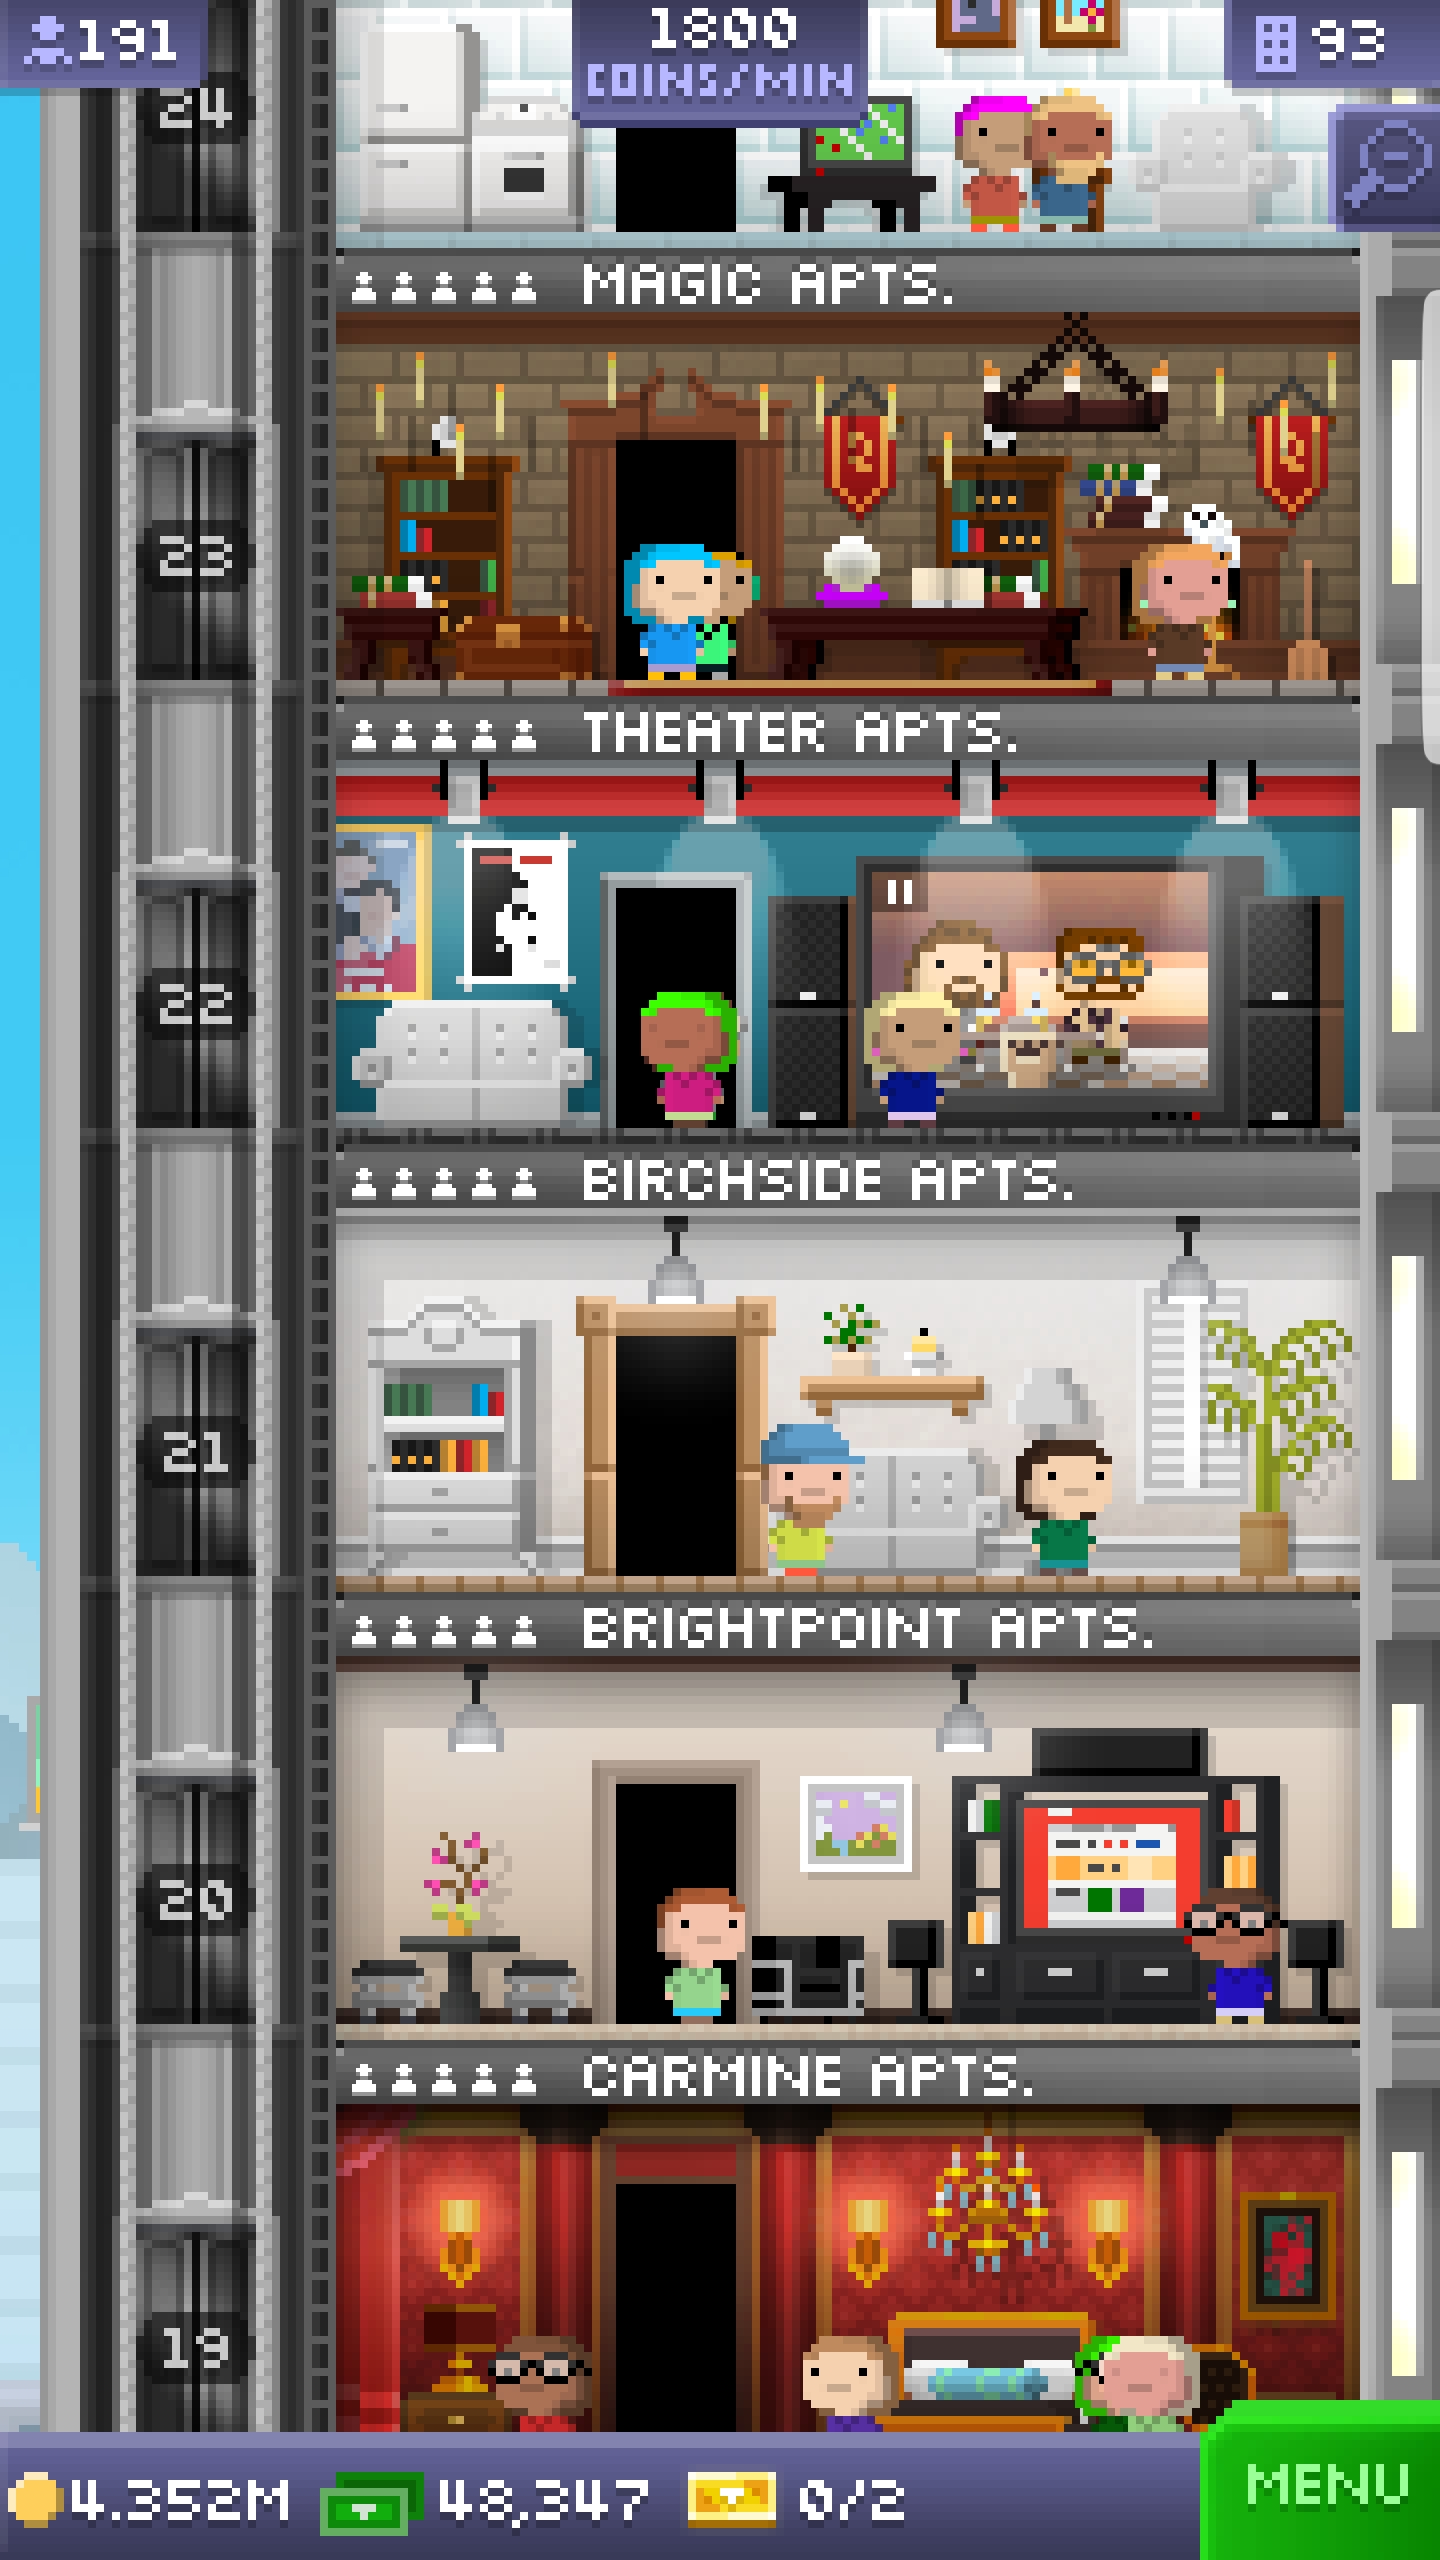 191
1800
COINS/MIN
93
24
MAGIC APTS.
23
THEATER APTS.
22
BIRCHSIDE APTS.
21
BRIGHTPOINT APTS.
20
CARMINE APTS.
19
4.352M
48,347
0/2
MENU